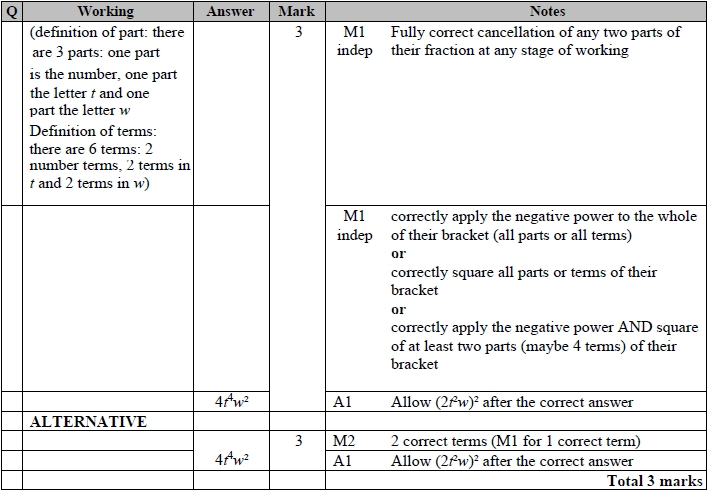 Q Working Answer Mark Notes
(definition of part: there 3 M1 Fully correct cancellation of any two parts of
are 3 parts: one part indep their fraction at any stage of working
is the number, one part
the letter t and one
part the letter w
Definition of terms:
there are 6 terms: 2
number terms, 2 terms in
t and 2 terms in w)
M1 correctly apply the negative power to the whole
indep of their bracket (all parts or all terms)
or
correctly square all parts or terms of their
bracket
or
correctly apply the negative power AND square
of at least two parts (maybe 4 terms) of their
bracket
4t⁴w² A1 Allow (2t²w)² after the correct answer
ALTERNATIVE
3 M2 2 correct terms (M1 for 1 correct term)
4t⁴w² A1 Allow (2t²w)² after the correct answer
Total 3 marks